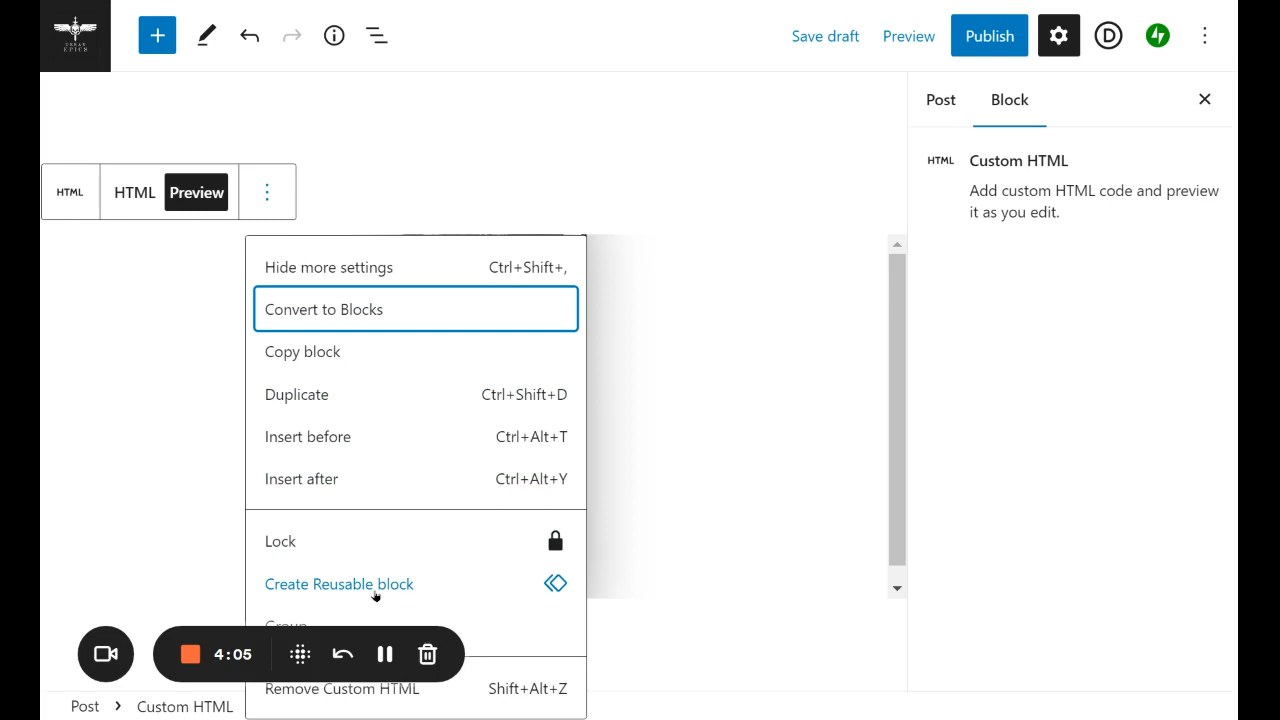 URBAN
EPICS
Save draft
Preview
Publish
D
Post
Block
HTML
HTML
Preview
HTML
Custom HTML
Add custom HTML code and preview
it as you edit.
Hide more settings Ctrl+Shift+,
Convert to Blocks
Copy block
Duplicate Ctrl+Shift+D
Insert before Ctrl+Alt+T
Insert after Ctrl+Alt+Y
Lock
Create Reusable block
Group
4:05
Remove Custom HTML Shift+Alt+Z
Post
Custom HTML